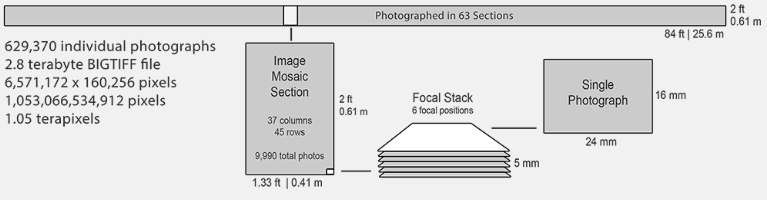 Photographed in 63 Sections
2 ft
0.61 m
84 ft | 25.6 m
629,370 individual photographs
2.8 terabyte BIGTIFF file
6,571,172 x 160,256 pixels
1,053,066,534,912 pixels
1.05 terapixels
Image
Mosaic
Section
37 columns
45 rows
9,990 total photos
2 ft
0.61 m
1.33 ft | 0.41 m
Focal Stack
6 focal positions
5 mm
Single
Photograph
16 mm
24 mm